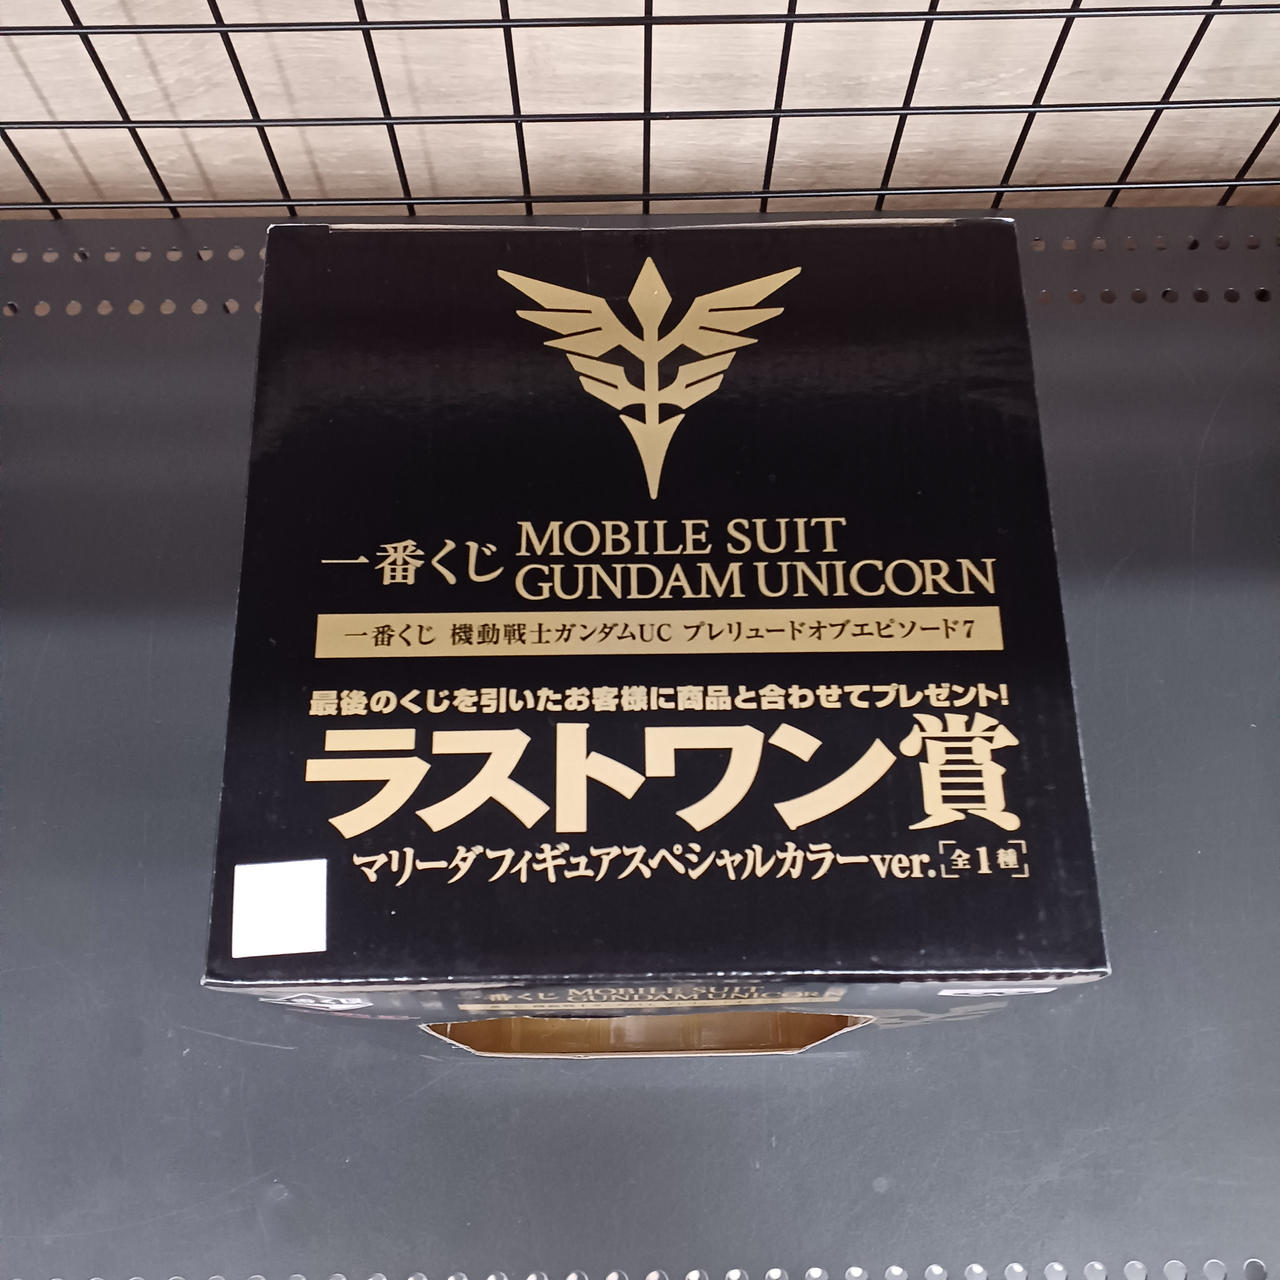 一番くじ MOBILE SUIT
GUNDAM UNICORN
一番くじ 機動戦士ガンダムUC プレリュードオブエピソード7
最後のくじを引いたお客様に商品と合わせてプレゼント!
ラストワン賞
マリーダフィギュアスペシャルカラーver.[全1種]
一番くじ MOBILE SUIT
GUNDAM UNICORN